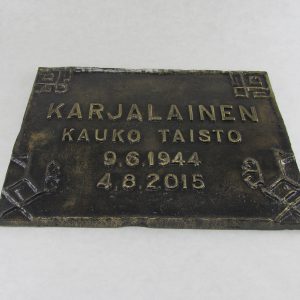 KARJALAINEN
KAUKO TAISTO
9.6.1944
4.8.2015